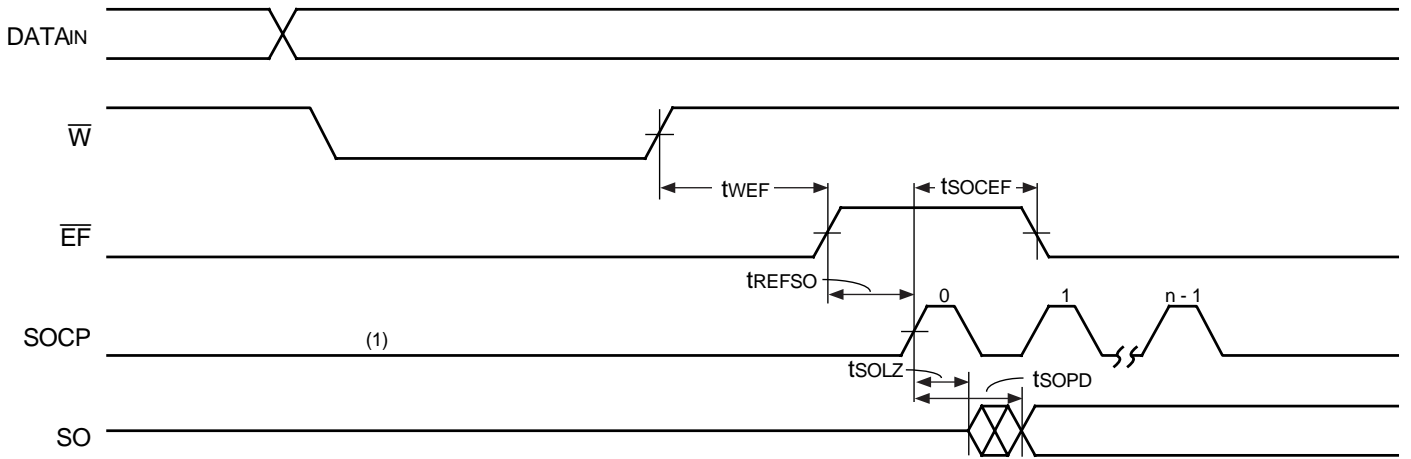 DATAIN
W
tWEF
tSOCEF
EF
tREFSO
0
1
n - 1
SOCP
(1)
tSOLZ
tSOPD
SO